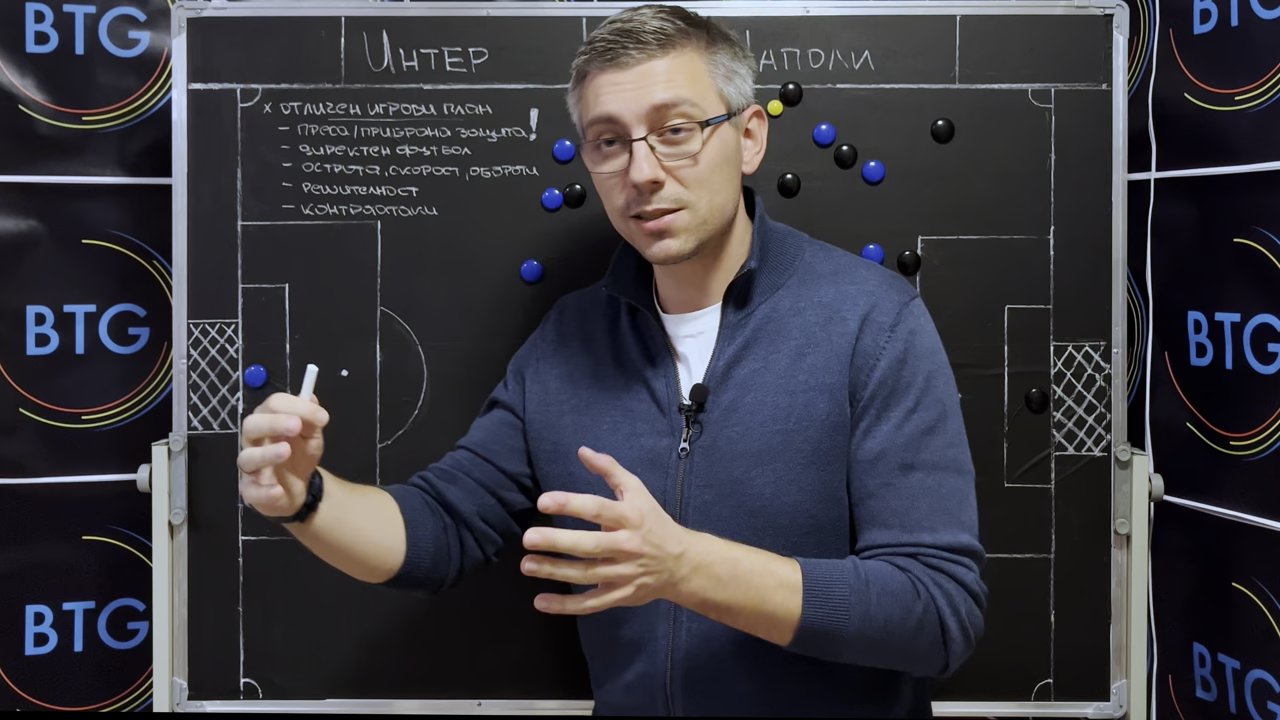 BTG
BTG
BTG
Интер
Наполи
х отличен игрови план
- преса/прибрана защита!
- директен футбол
- острота, скорост, обороти
- решителност
- контраатаки
BTG
BTG
BTG